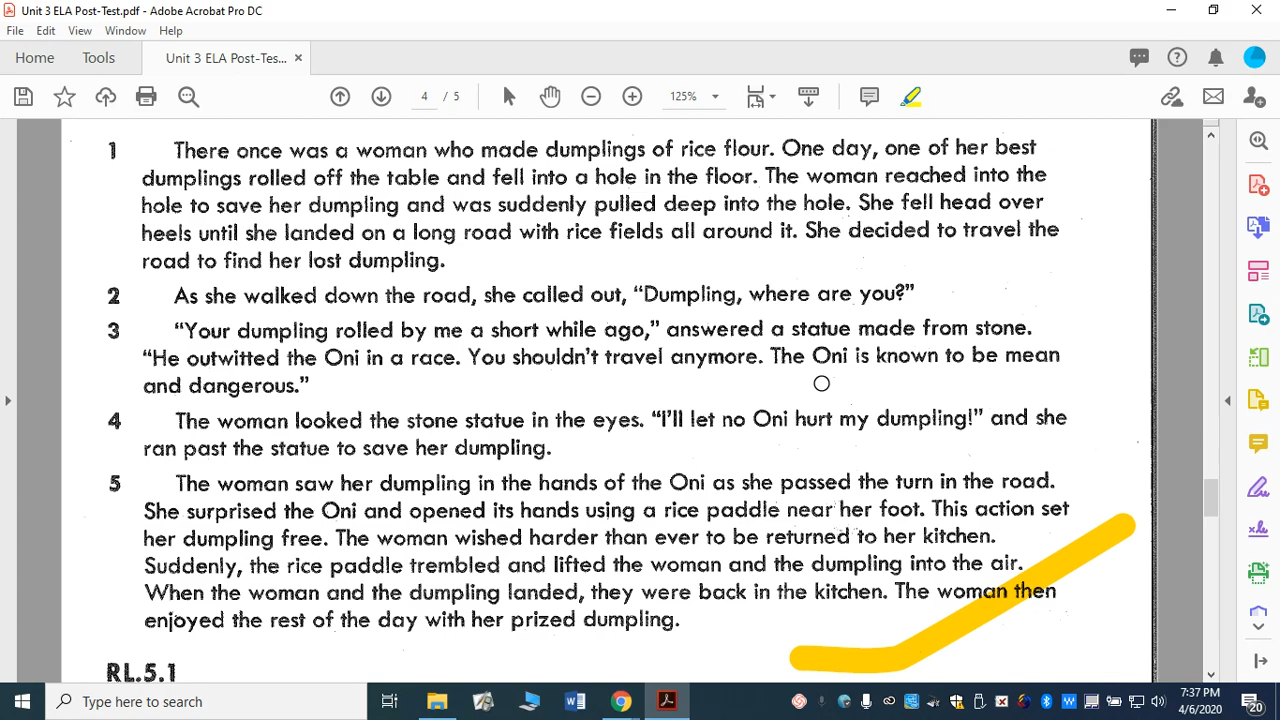 Unit 3 ELA Post-Test.pdf - Adobe Acrobat Pro DC
File Edit View Window Help
Home Tools Unit 3 ELA Post-Tes... ×
4 / 5 125%
1 There once was a woman who made dumplings of rice flour. One day, one of her best
dumplings rolled off the table and fell into a hole in the floor. The woman reached into the
hole to save her dumpling and was suddenly pulled deep into the hole. She fell head over
heels until she landed on a long road with rice fields all around it. She decided to travel the
road to find her lost dumpling.
2 As she walked down the road, she called out, “Dumpling, where are you?”
3 “Your dumpling rolled by me a short while ago,” answered a statue made from stone.
“He outwitted the Oni in a race. You shouldn’t travel anymore. The Oni is known to be mean
and dangerous.”
4 The woman looked the stone statue in the eyes. “I’ll let no Oni hurt my dumpling!” and she
ran past the statue to save her dumpling.
5 The woman saw her dumpling in the hands of the Oni as she passed the turn in the road.
She surprised the Oni and opened its hands using a rice paddle near her foot. This action set
her dumpling free. The woman wished harder than ever to be returned to her kitchen.
Suddenly, the rice paddle trembled and lifted the woman and the dumpling into the air.
When the woman and the dumpling landed, they were back in the kitchen. The woman then
enjoyed the rest of the day with her prized dumpling.
RL.5.1
Type here to search
7:37 PM
4/6/2020
20